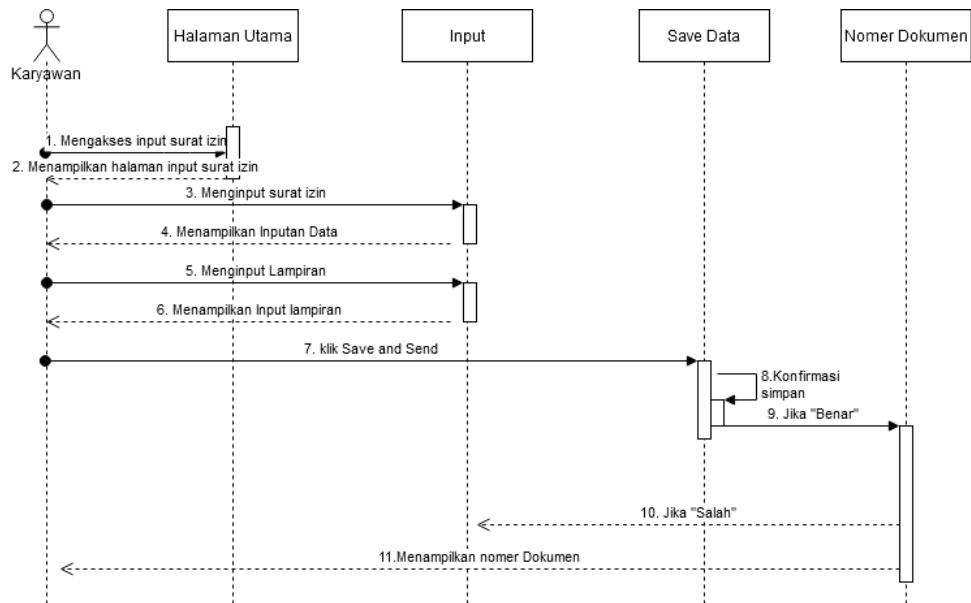 Halaman Utama
Input
Save Data
Nomer Dokumen
Karyawan
1. Mengakses input surat izin
2. Menampilkan halaman input surat izin
3. Menginput surat izin
4. Menampilkan Inputan Data
5. Menginput Lampiran
6. Menampilkan Input lampiran
7. klik Save and Send
8.Konfirmasi
simpan
9. Jika "Benar"
10. Jika "Salah"
11.Menampilkan nomer Dokumen